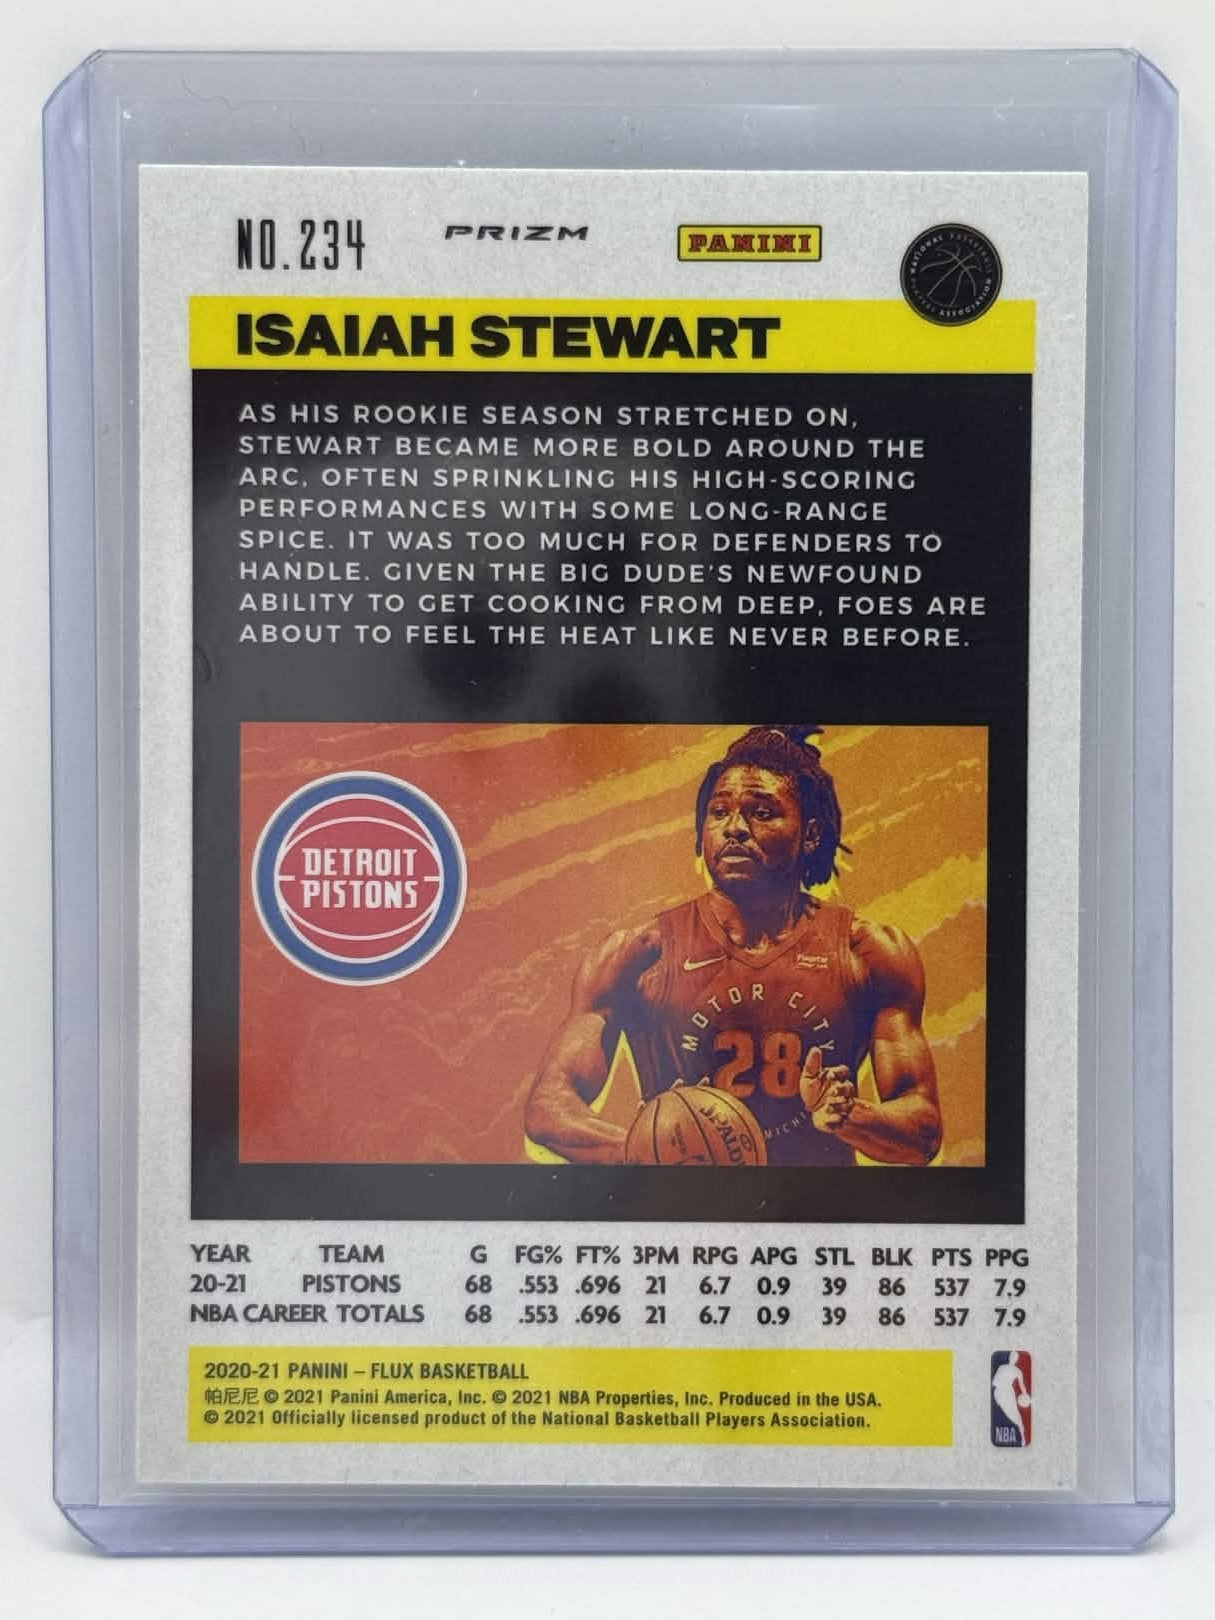 NO.234 PRIZM PANINI
NATIONAL BASKETBALL PLAYERS ASSOCIATION
ISAIAH STEWART
AS HIS ROOKIE SEASON STRETCHED ON,
STEWART BECAME MORE BOLD AROUND THE
ARC, OFTEN SPRINKLING HIS HIGH-SCORING
PERFORMANCES WITH SOME LONG-RANGE
SPICE. IT WAS TOO MUCH FOR DEFENDERS TO
HANDLE. GIVEN THE BIG DUDE'S NEWFOUND
ABILITY TO GET COOKING FROM DEEP, FOES ARE
ABOUT TO FEEL THE HEAT LIKE NEVER BEFORE.
DETROIT
PISTONS
MOTOR CITY
28
SPALD
YEAR TEAM G FG% FT% 3PM RPG APG STL BLK PTS PPG
20-21 PISTONS 68 .553 .696 21 6.7 0.9 39 86 537 7.9
NBA CAREER TOTALS 68 .553 .696 21 6.7 0.9 39 86 537 7.9
2020-21 PANINI – FLUX BASKETBALL
帕尼尼 © 2021 Panini America, Inc. © 2021 NBA Properties, Inc. Produced in the USA.
© 2021 Officially licensed product of the National Basketball Players Association.
NBA